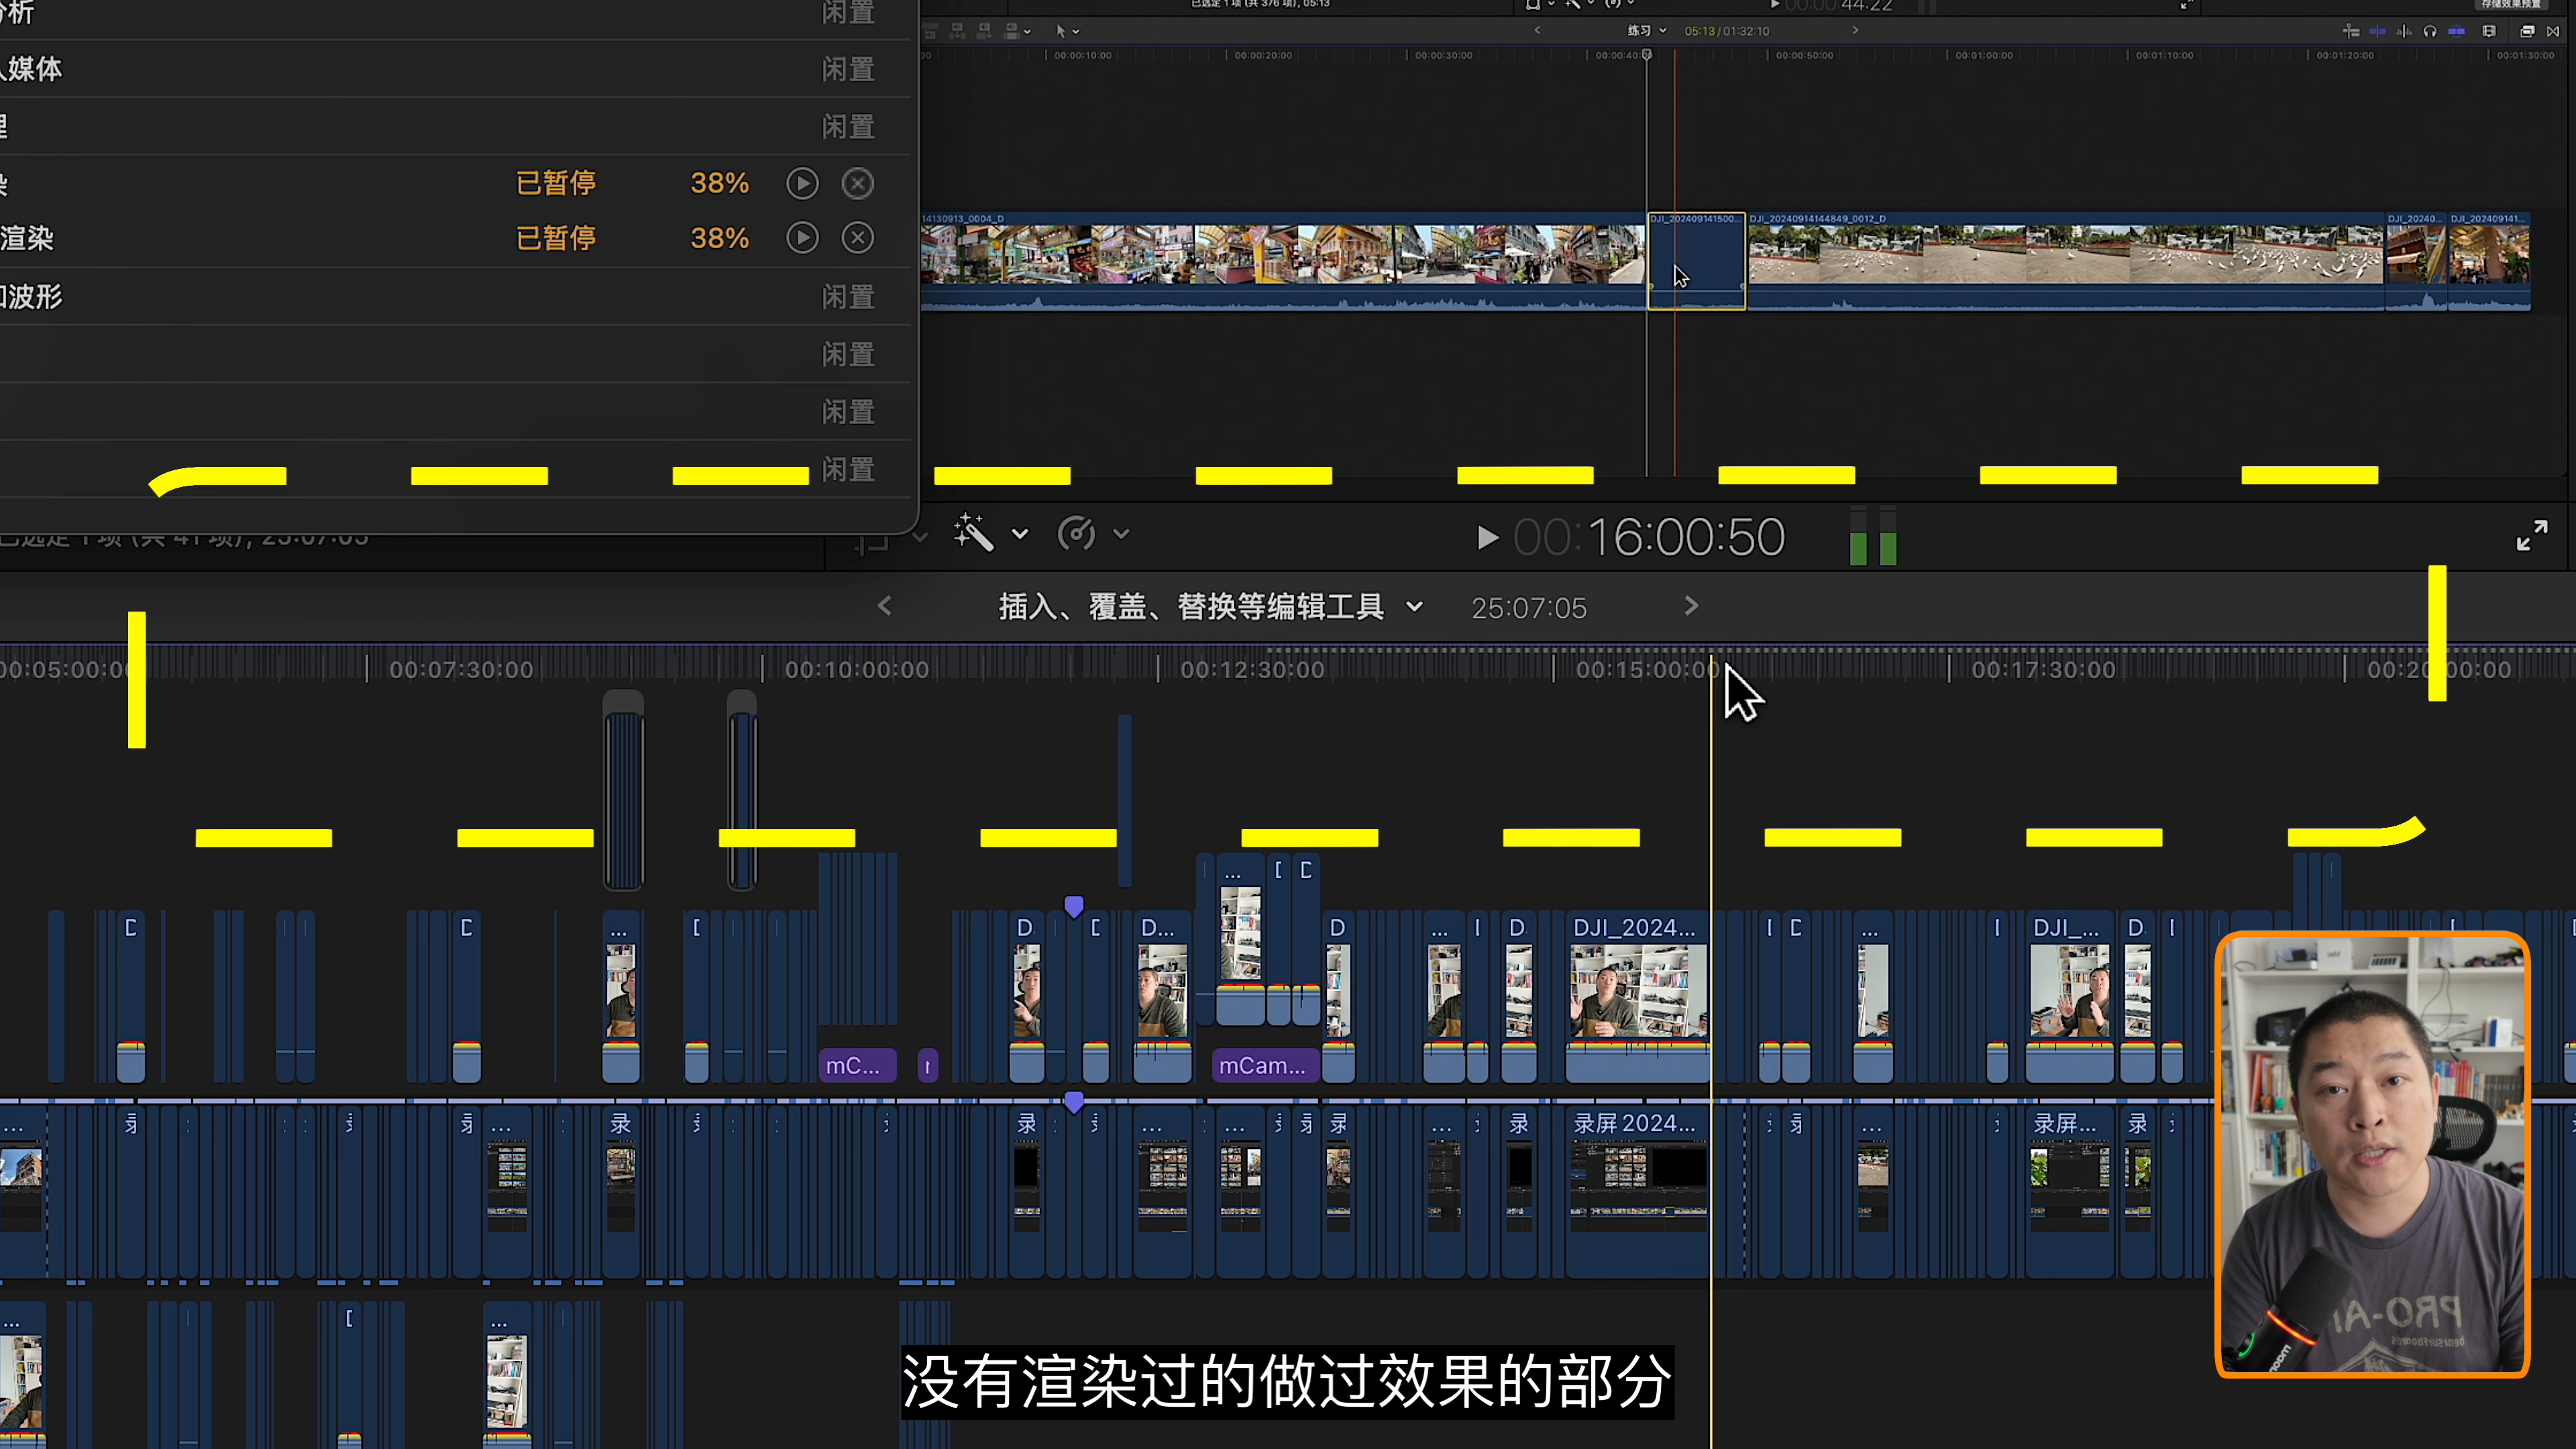 分析 闲置
媒体 闲置
闲置
已暂停 38%
渲染 已暂停 38%
波形 闲置
闲置
闲置
闲置
已选定 1 项 (共 376 项), 05:13
00:00:44:22
存储效果预置
练习 05:13 / 01:32:10
00:00:10:00 00:00:20:00 00:00:30:00 00:00:40:00 00:00:50:00 00:01:00:00 00:01:10:00 00:01:20:00 00:01:30:00
14130913_0004_D DJI_202409141500... DJI_20240914144849_0012_D DJI_20240... DJI_202409141...
已选定 1 项 (共 41 项), 25:07:05
00:16:00:50
插入、覆盖、替换等编辑工具 25:07:05
00:05:00:00 00:07:30:00 00:10:00:00 00:12:30:00 00:15:00:00 00:17:30:00 00:20:00:00
... D D
D D ... D D... D ... D DJI_2024... ... DJI_... D
mC... mCam...
... 录 ... 录 录 ... ... 录 ... 录 录屏 2024... ... 录屏... 录
... ...
PRO-A
zoom
没有渲染过的做过效果的部分